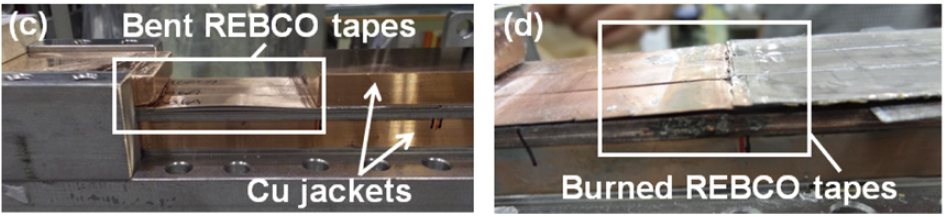 (c)
Bent REBCO tapes
Cu jackets
(d)
Burned REBCO tapes